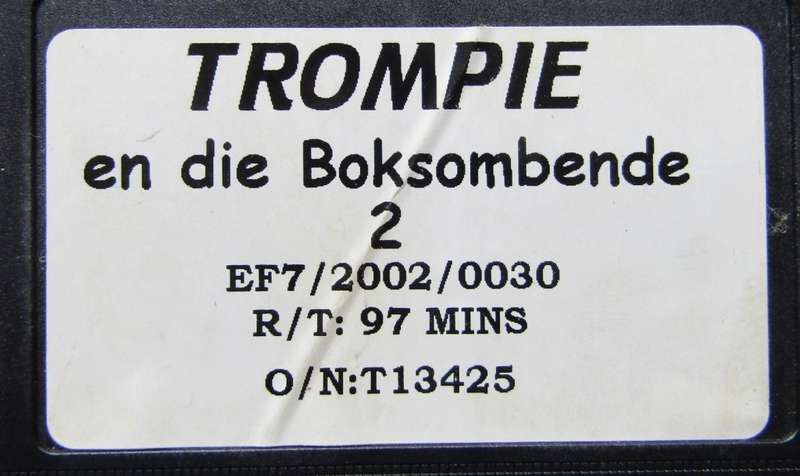 TROMPIE
en die Boksombende
2
EF7/2002/0030
R/T: 97 MINS
O/N:T13425